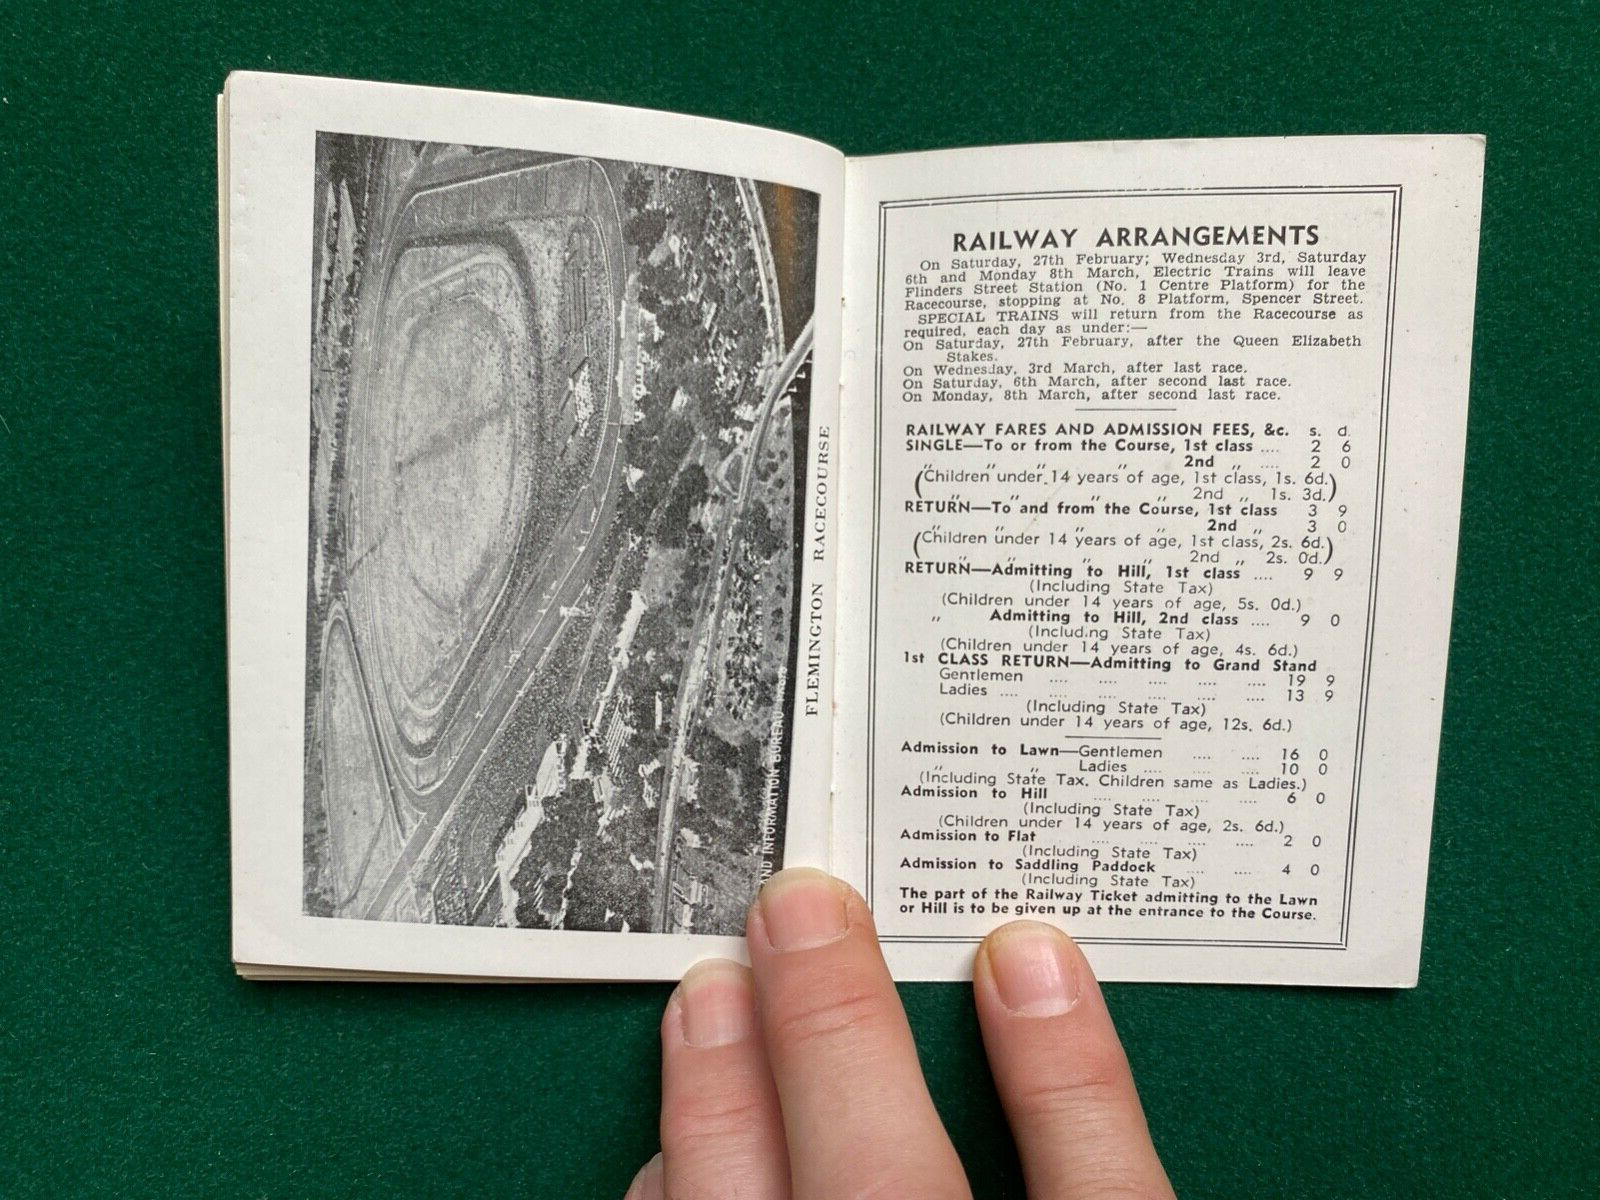 FLEMINGTON RACECOURSE
AND INFORMATION BUREAU
RAILWAY ARRANGEMENTS
On Saturday, 27th February; Wednesday 3rd, Saturday
6th and Monday 8th March, Electric Trains will leave
Flinders Street Station (No. 1 Centre Platform) for the
Racecourse, stopping at No. 8 Platform, Spencer Street.
SPECIAL TRAINS will return from the Racecourse as
required, each day as under:—
On Saturday, 27th February, after the Queen Elizabeth
Stakes.
On Wednesday, 3rd March, after last race.
On Saturday, 6th March, after second last race.
On Monday, 8th March, after second last race.
RAILWAY FARES AND ADMISSION FEES, &c. s. d.
SINGLE—To or from the Course, 1st class .... 2 6
„ „ „ „ 2nd „ .... 2 0
(Children under 14 years of age, 1st class, 1s. 6d.)
„ „ „ „ 2nd „ 1s. 3d.)
RETURN—To and from the Course, 1st class 3 9
„ „ „ „ 2nd „ 3 0
(Children under 14 years of age, 1st class, 2s. 6d.)
„ „ „ „ 2nd „ 2s. 0d.)
RETURN—Admitting to Hill, 1st class .... 9 9
(Including State Tax)
(Children under 14 years of age, 5s. 0d.)
„ Admitting to Hill, 2nd class .... 9 0
(Including State Tax)
(Children under 14 years of age, 4s. 6d.)
1st CLASS RETURN—Admitting to Grand Stand
Gentlemen .... .... .... .... .... 19 9
Ladies .... .... .... .... .... 13 9
(Including State Tax)
(Children under 14 years of age, 12s. 6d.)
Admission to Lawn—Gentlemen .... .... 16 0
„ „ Ladies .... .... .... 10 0
(Including State Tax. Children same as Ladies.)
Admission to Hill .... .... .... .... 6 0
(Including State Tax)
(Children under 14 years of age, 2s. 6d.)
Admission to Flat .... .... .... .... 2 0
(Including State Tax)
Admission to Saddling Paddock .... .... 4 0
(Including State Tax)
The part of the Railway Ticket admitting to the Lawn
or Hill is to be given up at the entrance to the Course.